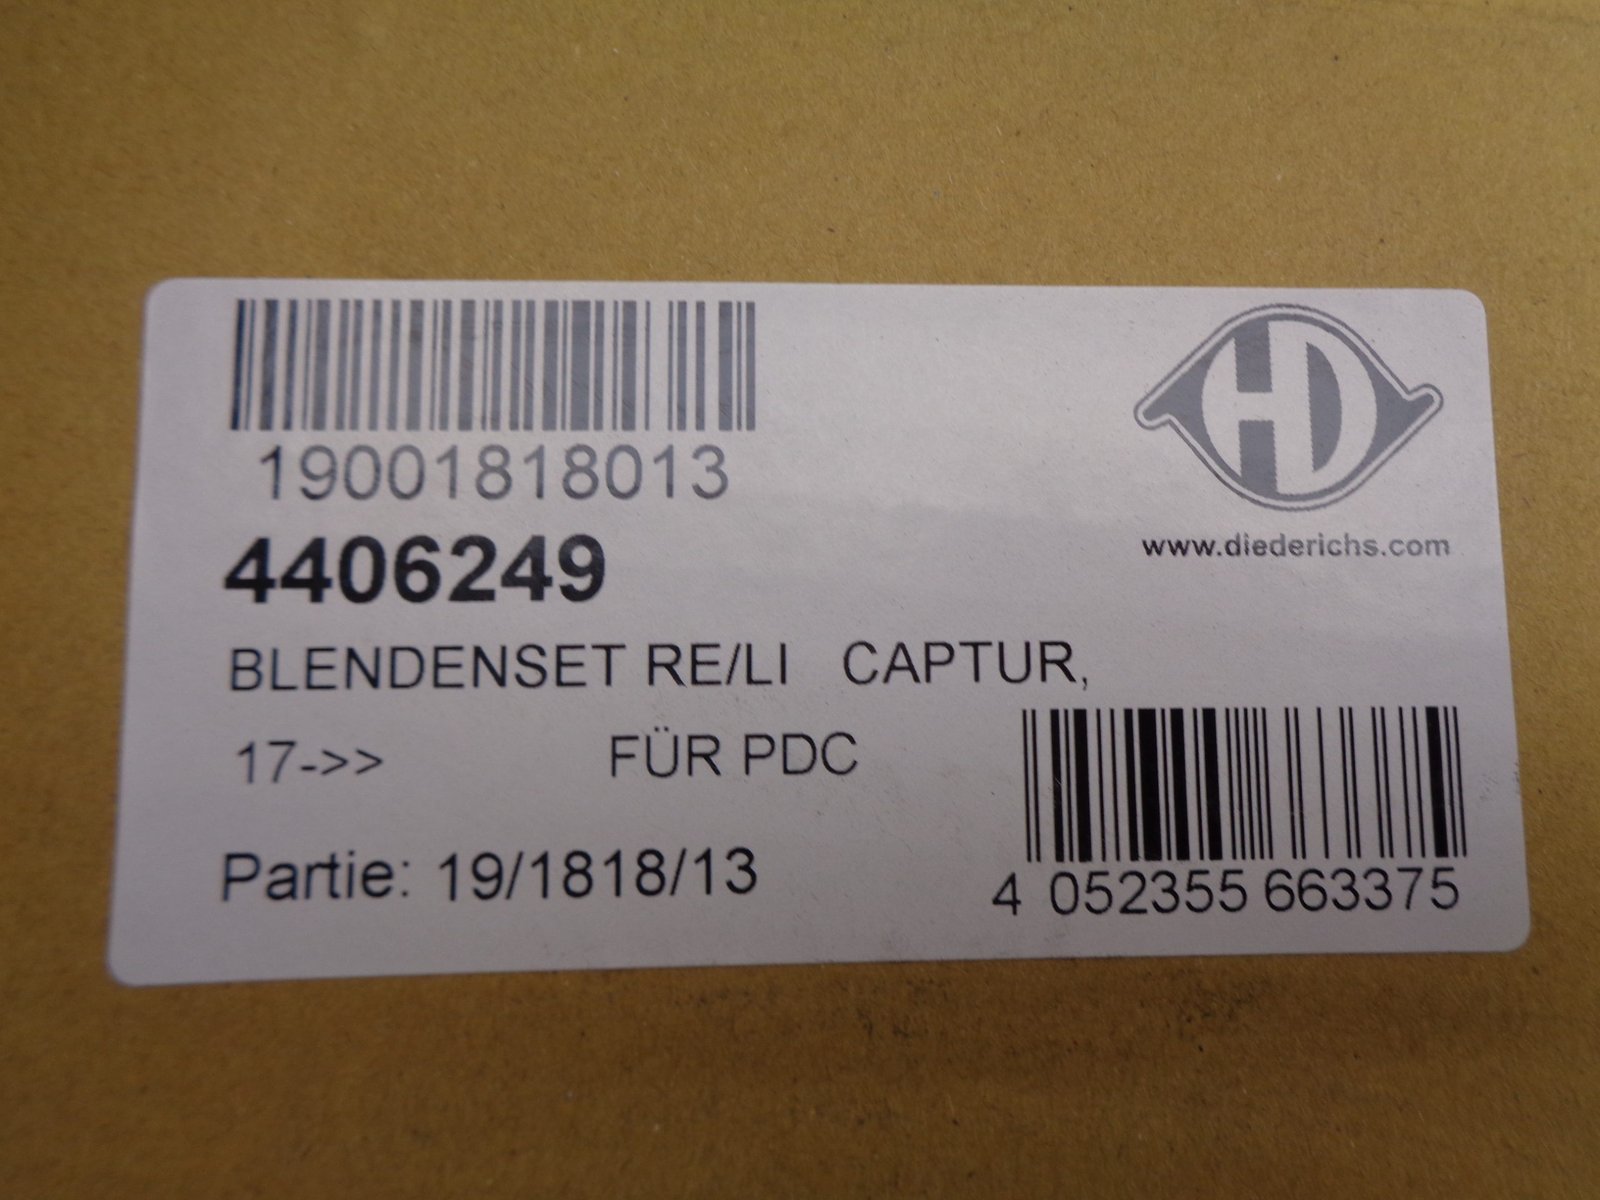 19001818013
HD
www.diederichs.com
4406249
BLENDENSET RE/LI CAPTUR,
17->> FÜR PDC
Partie: 19/1818/13
4 052355 663375